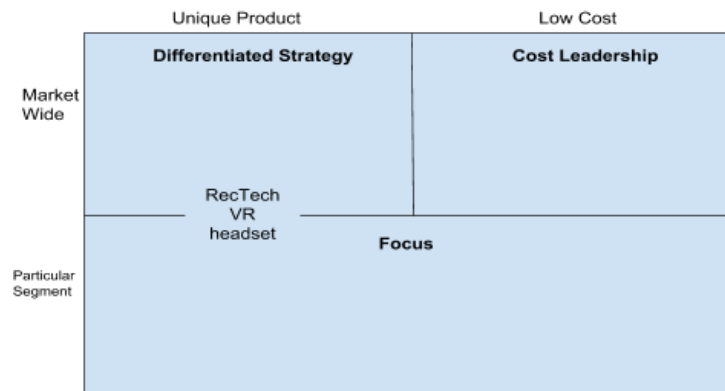 Unique Product
Low Cost
Differentiated Strategy
Cost Leadership
Market
Wide
RecTech
VR
headset
Focus
Particular
Segment